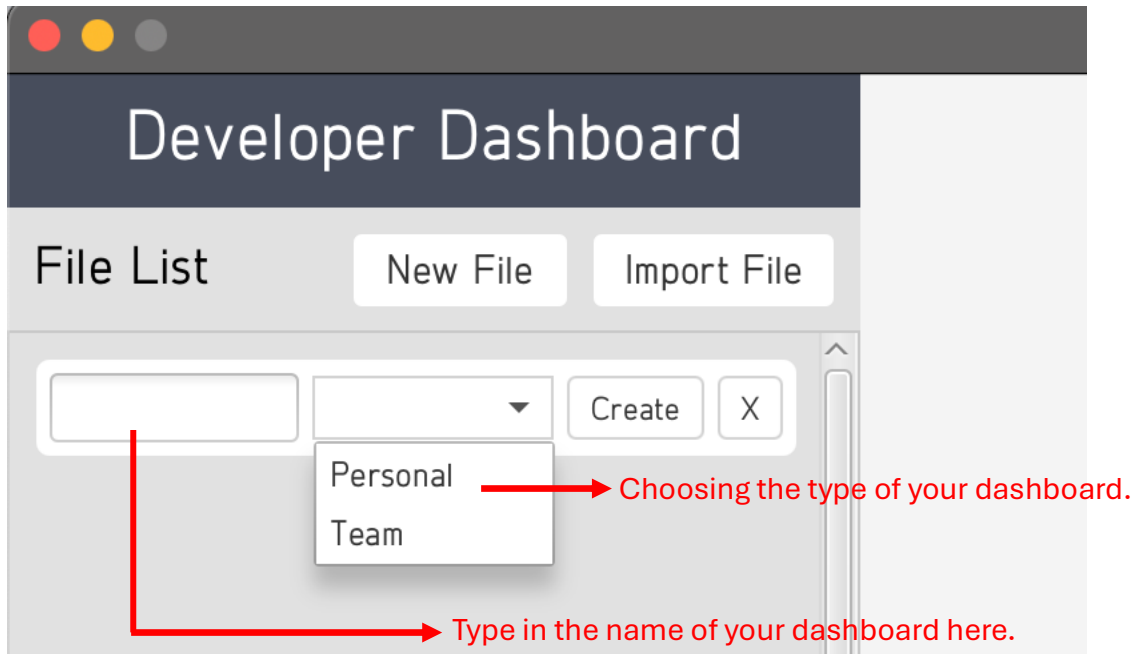 Developer Dashboard
File List New File Import File
Create X
Personal
Choosing the type of your dashboard.
Team
Type in the name of your dashboard here.